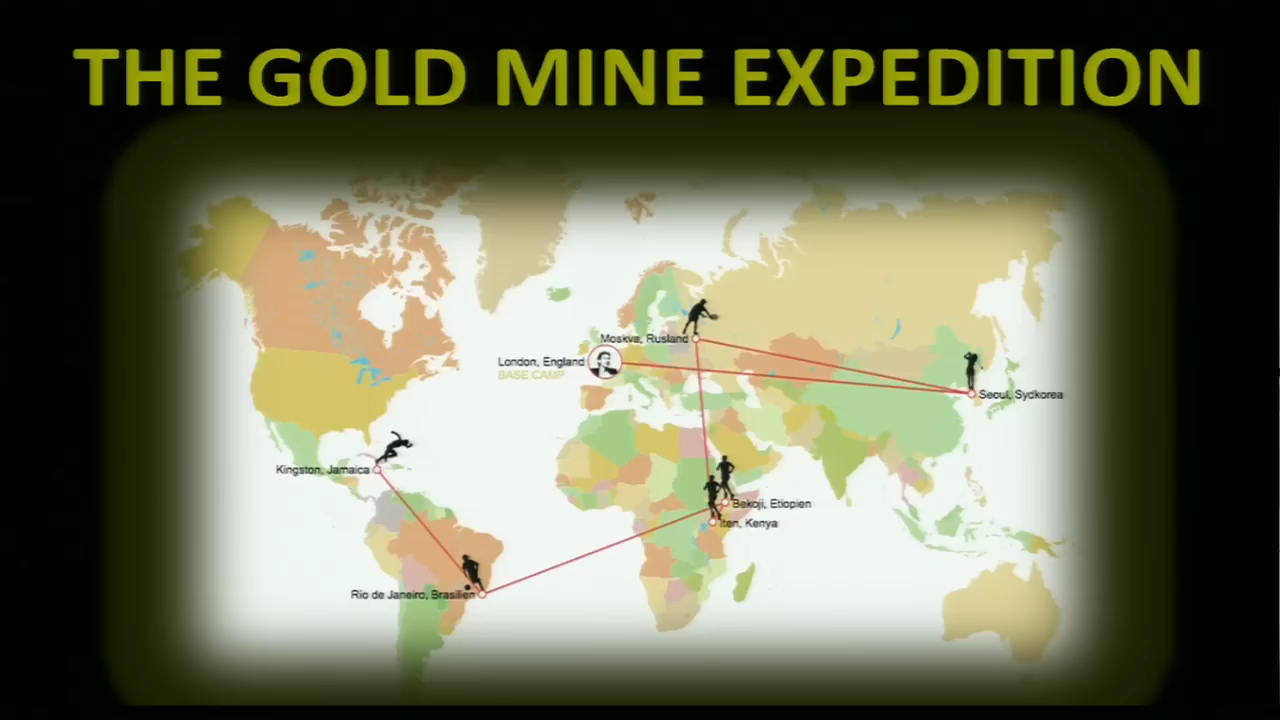 THE GOLD MINE EXPEDITION
Moskva, Rusland
London, England
BASE CAMP
Seoul, Sydkorea
Kingston, Jamaica
Bekoji, Etiopien
Iten, Kenya
Rio de Janeiro, Brasilien